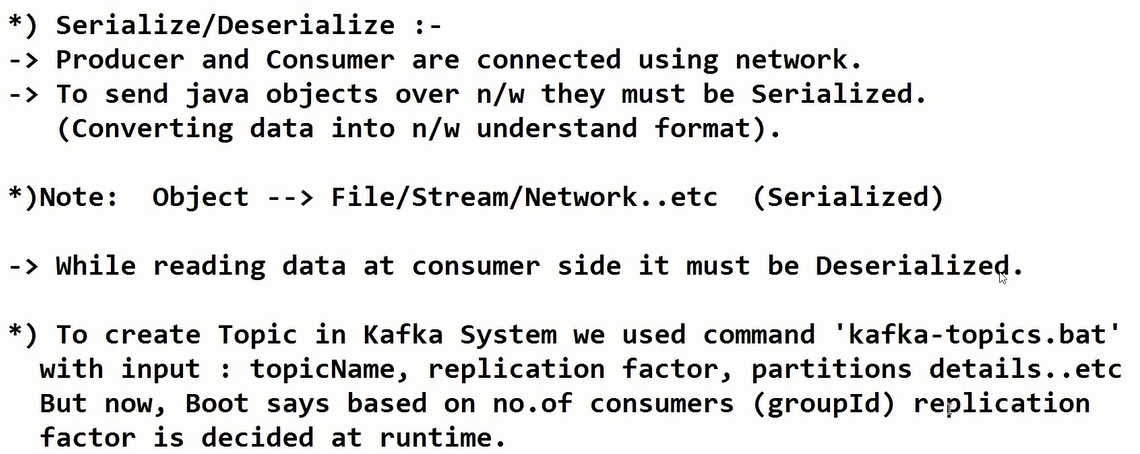 *) Serialize/Deserialize :-
-> Producer and Consumer are connected using network.
-> To send java objects over n/w they must be Serialized.
(Converting data into n/w understand format).
*)Note:  Object --> File/Stream/Network..etc  (Serialized)
-> While reading data at consumer side it must be Deserialized.
*) To create Topic in Kafka System we used command 'kafka-topics.bat'
with input : topicName, replication factor, partitions details..etc
But now, Boot says based on no.of consumers (groupId) replication
factor is decided at runtime.